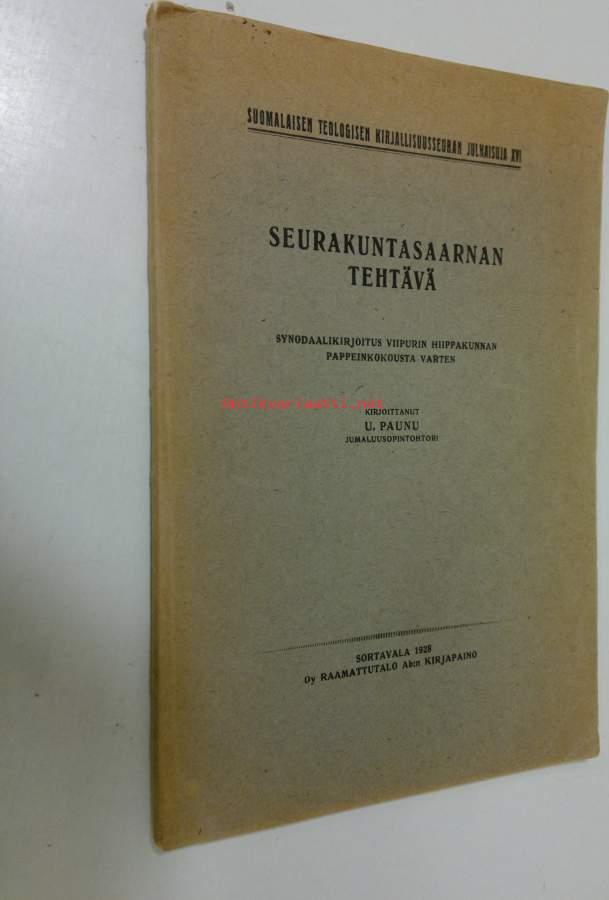 SUOMALAISEN TEOLOGISEN KIRJALLISUUSSEURAN JULKAISUJA XVI
SEURAKUNTASAARNAN
TEHTÄVÄ
SYNODAALIKIRJOITUS VIIPURIN HIIPPAKUNNAN
PAPPEINKOKOUSTA VARTEN
KIRJOITTANUT
U. PAUNU
JUMALUUSOPINTOHTORI
SORTAVALA 1928
Oy RAAMATTUTALO Ab:n KIRJAPAINO